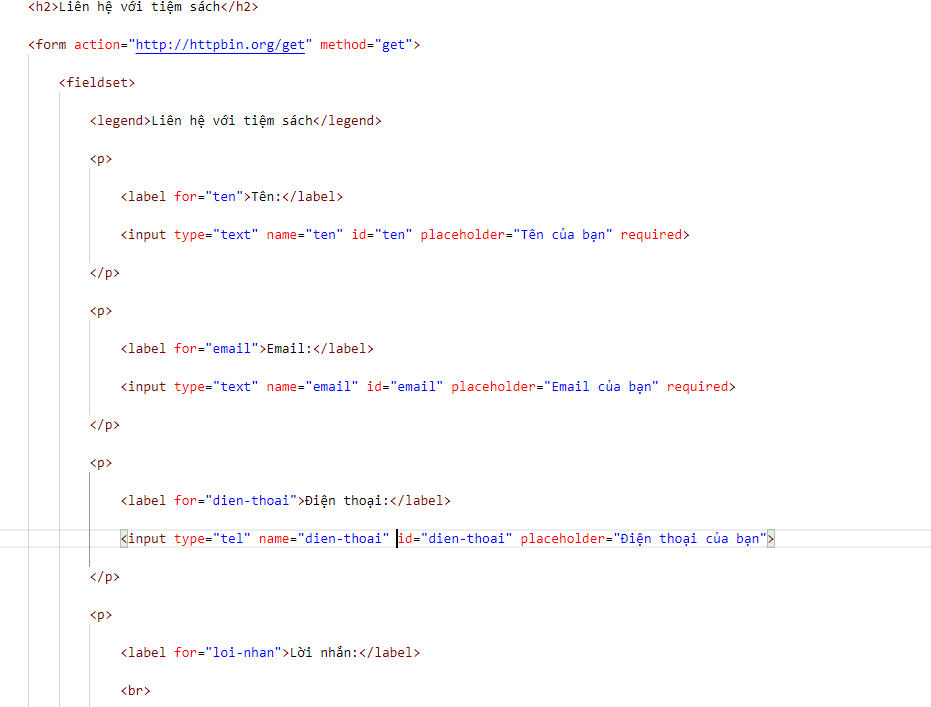 <h2>Liên hệ với tiệm sách</h2>
<form action="http://httpbin.org/get" method="get">
<fieldset>
<legend>Liên hệ với tiệm sách</legend>
<p>
<label for="ten">Tên:</label>
<input type="text" name="ten" id="ten" placeholder="Tên của bạn" required>
</p>
<p>
<label for="email">Email:</label>
<input type="text" name="email" id="email" placeholder="Email của bạn" required>
</p>
<p>
<label for="dien-thoai">Điện thoại:</label>
<input type="tel" name="dien-thoai" id="dien-thoai" placeholder="Điện thoại của bạn">
</p>
<p>
<label for="loi-nhan">Lời nhắn:</label>
<br>